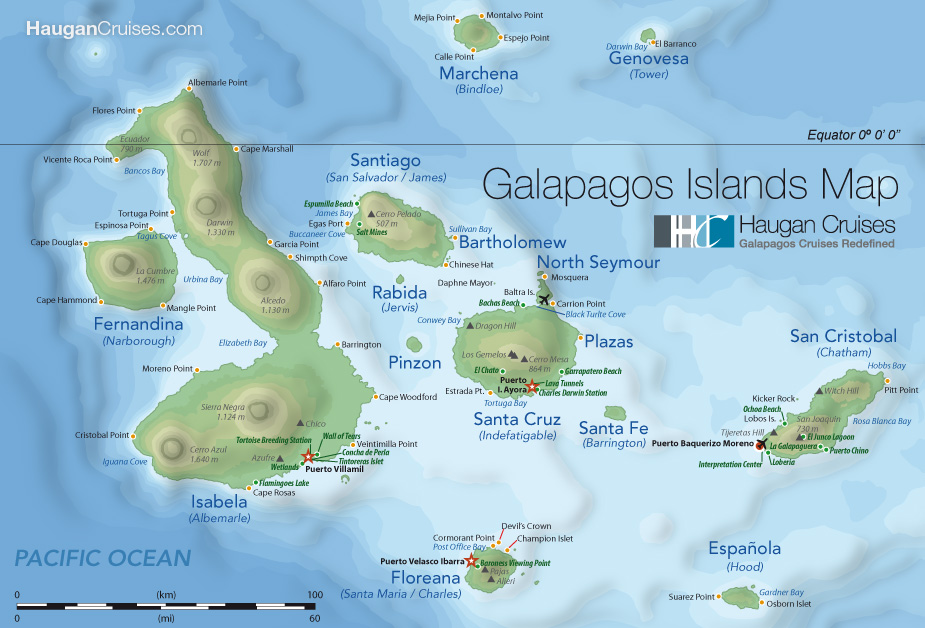 HauganCruises.com
Mejia Point
Montalvo Point
Espejo Point
Calle Point
Marchena
(Bindloe)
Darwin Bay
El Barranco
Genovesa
(Tower)
Equator 0º 0' 0"
Galapagos Islands Map
HC
Haugan Cruises
Galapagos Cruises Redefined
Albemarle Point
Flores Point
Ecuador
790 m
Vicente Roca Point
Bancos Bay
Wolf
1.707 m
Cape Marshall
Tortuga Point
Espinosa Point
Tagus Cove
Cape Douglas
Darwin
1.330 m
Garcia Point
Shimpth Cove
La Cumbre
1.476 m
Urbina Bay
Alfaro Point
Alcedo
1.130 m
Cape Hammond
Mangle Point
Fernandina
(Narborough)
Elizabeth Bay
Barrington
Moreno Point
Cape Woodford
Sierra Negra
1.124 m
Chico
Cristobal Point
Tortoise Breeding Station
Wall of Tears
Veintimilla Point
Concha de Perla
Tintoreras Islet
Cerro Azul
1.640 m
Azufre
Iguana Cove
Wetlands
Puerto Villamil
Flamingoes Lake
Cape Rosas
Isabela
(Albemarle)
Santiago
(San Salvador / James)
Espumilla Beach
James Bay
Cerro Pelado
507 m
Egas Port
Salt Mines
Buccaneer Cove
Sullivan Bay
Bartholomew
Chinese Hat
Rabida
(Jervis)
Daphne Mayor
North Seymour
Mosquera
Baltra Is.
Bachas Beach
Carrion Point
Black Turlte Cove
Conway Bay
Dragon Hill
Pinzon
Plazas
Los Gemelos
Cerro Mesa
864 m
El Chato
Garrapatero Beach
Puerto
I. Ayora
Lava Tunnels
Charles Darwin Station
Estrada Pt.
Tortuga Bay
Santa Cruz
(Indefatigable)
Santa Fe
(Barrington)
San Cristobal
(Chatham)
Hobbs Bay
Pitt Point
Witch Hill
Kicker Rock
Ochoa Beach
Lobos Is.
San Joaquin
730 m
Rosa Blanca Bay
Tijeretas Hill
El Junco Lagoon
Puerto Baquerizo Moreno
La Galapaguera
Puerto Chino
Interpretation Center
Loberia
Devil's Crown
Cormorant Point
Champion Islet
Post Office Bay
Puerto Velasco Ibarra
Baroness Viewing Point
Pajas
Alieri
Floreana
(Santa Maria / Charles)
Española
(Hood)
Suarez Point
Gardner Bay
Osborn Islet
PACIFIC OCEAN
0 (km) 100
0 (mi) 60